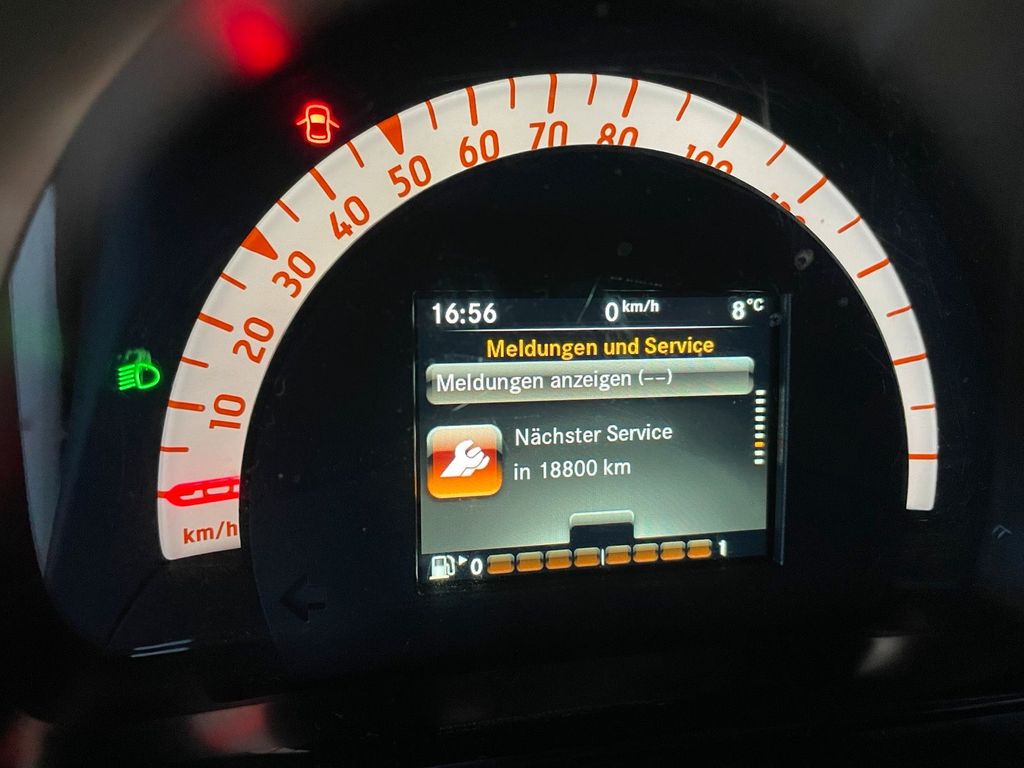 10
20
30
40
50
60
70
80
100
km/h
16:56 0 km/h 8°C
Meldungen und Service
Meldungen anzeigen (--)
Nächster Service
in 18800 km
0 1